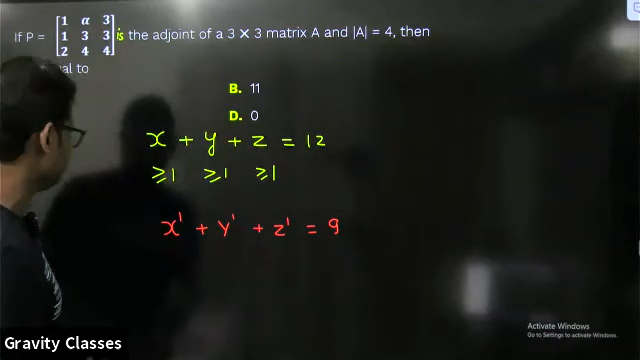 If P = [1 α 3
1 3 3
2 4 4] is the adjoint of a 3 × 3 matrix A and |A| = 4, then
al to
B. 11
D. 0
x + y + z = 12
≥1 ≥1 ≥1
x' + y' + z' = 9
Activate Windows
Go to Settings to activate Windows.
Gravity Classes